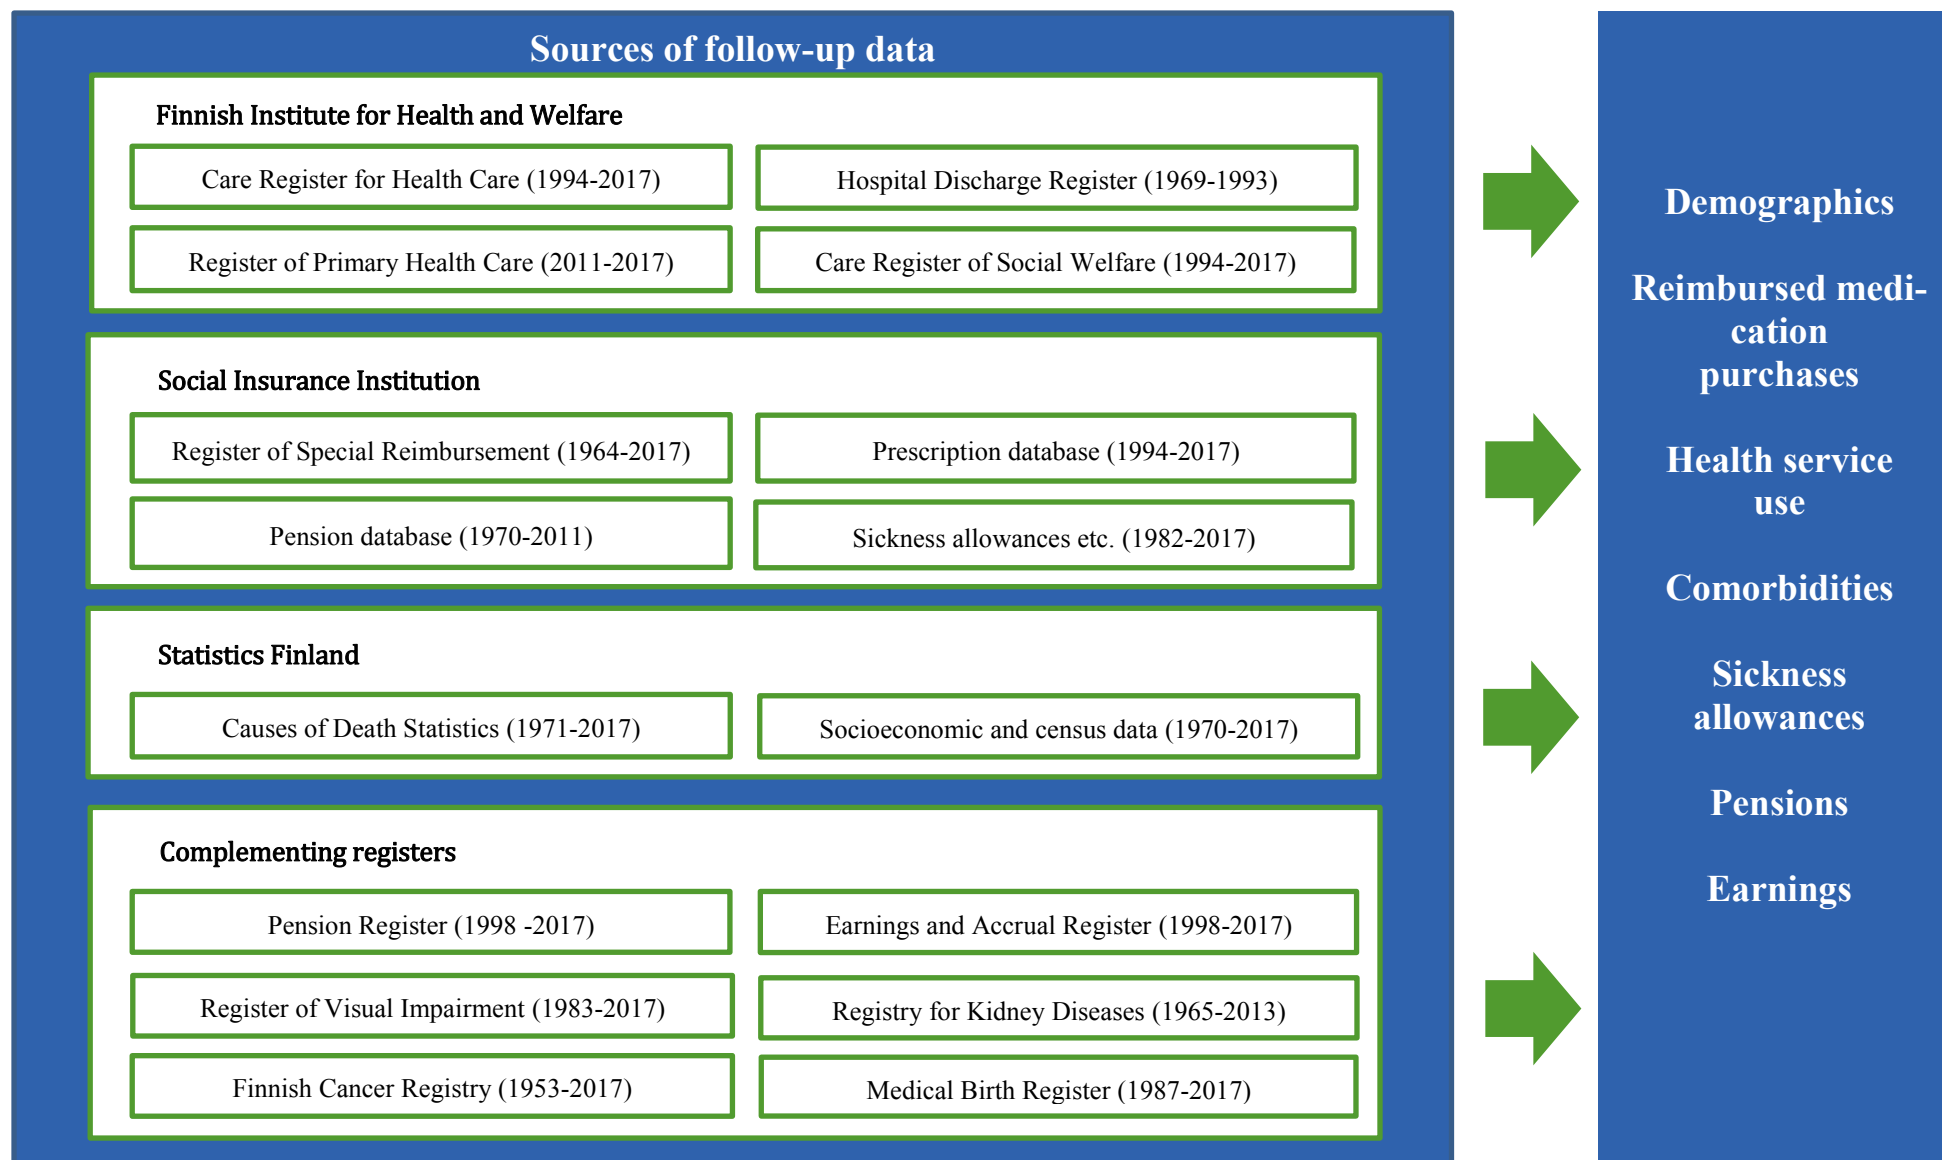 Sources of follow-up data
Finnish Institute for Health and Welfare
Care Register for Health Care (1994-2017)
Hospital Discharge Register (1969-1993)
Register of Primary Health Care (2011-2017)
Care Register of Social Welfare (1994-2017)
Social Insurance Institution
Register of Special Reimbursement (1964-2017)
Prescription database (1994-2017)
Pension database (1970-2011)
Sickness allowances etc. (1982-2017)
Statistics Finland
Causes of Death Statistics (1971-2017)
Socioeconomic and census data (1970-2017)
Complementing registers
Pension Register (1998 -2017)
Earnings and Accrual Register (1998-2017)
Register of Visual Impairment (1983-2017)
Registry for Kidney Diseases (1965-2013)
Finnish Cancer Registry (1953-2017)
Medical Birth Register (1987-2017)
Demographics
Reimbursed medi-
cation
purchases
Health service
use
Comorbidities
Sickness
allowances
Pensions
Earnings